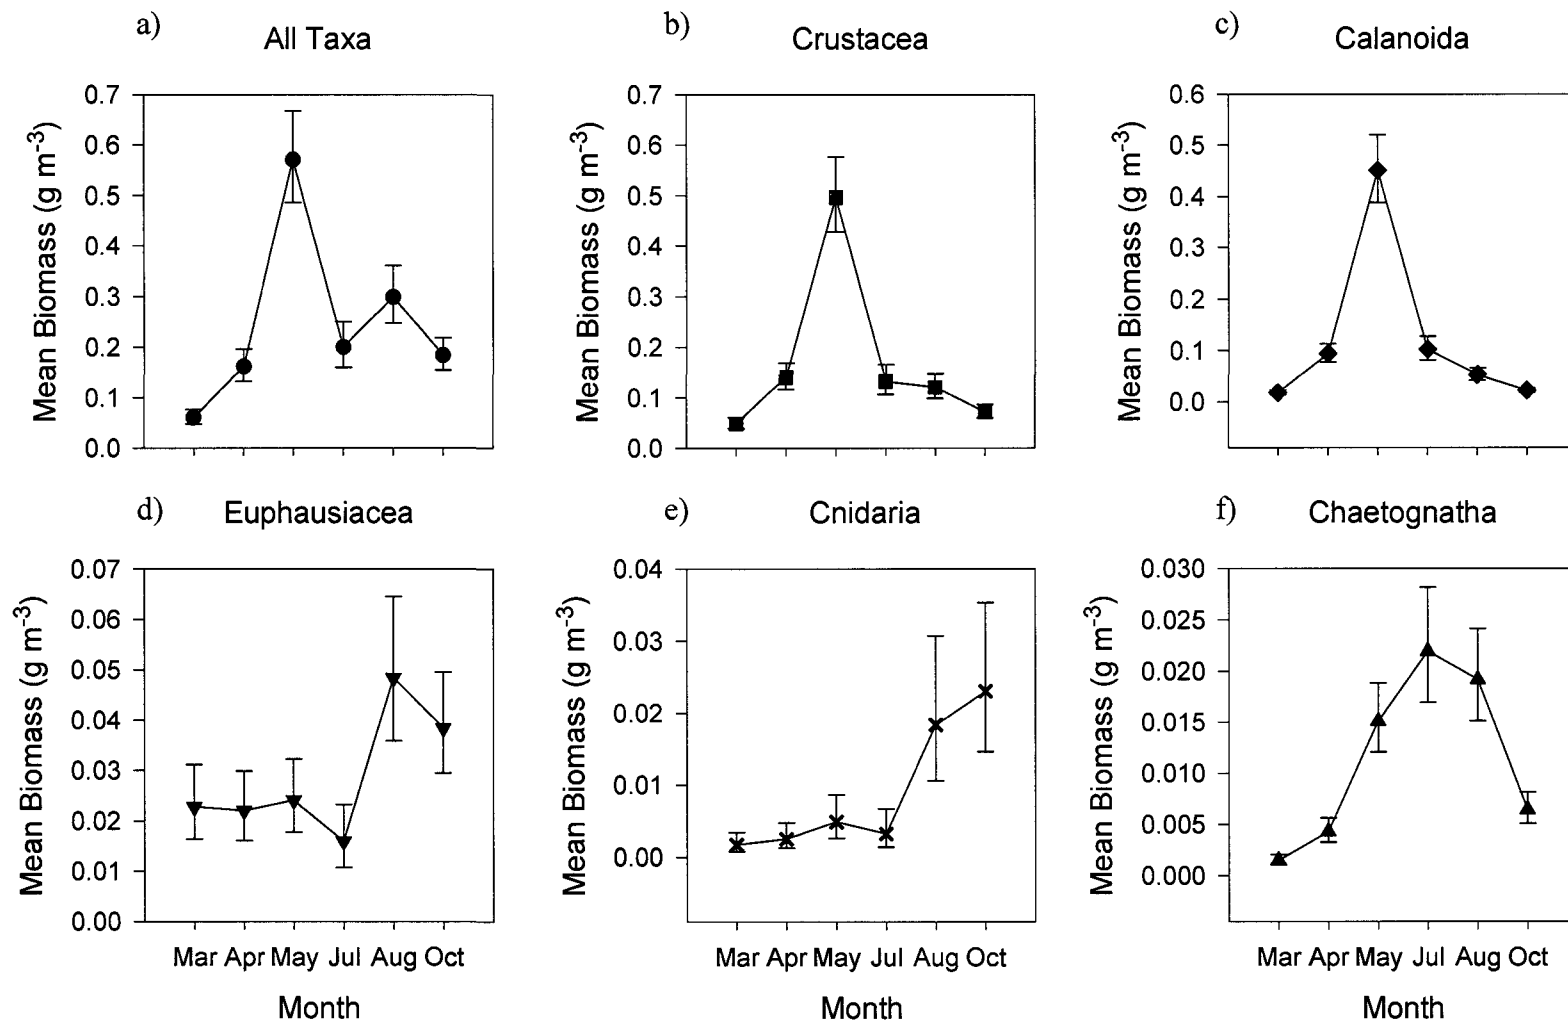 a) All Taxa
b) Crustacea
c) Calanoida
Mean Biomass (g m-3)
0.7
0.6
0.5
0.4
0.3
0.2
0.1
0.0
Mean Biomass (g m-3)
0.7
0.6
0.5
0.4
0.3
0.2
0.1
0.0
Mean Biomass (g m-3)
0.6
0.5
0.4
0.3
0.2
0.1
0.0
d) Euphausiacea
e) Cnidaria
f) Chaetognatha
Mean Biomass (g m-3)
0.07
0.06
0.05
0.04
0.03
0.02
0.01
0.00
Mar Apr May Jul Aug Oct
Month
Mean Biomass (g m-3)
0.04
0.03
0.02
0.01
0.00
Mar Apr May Jul Aug Oct
Month
Mean Biomass (g m-3)
0.030
0.025
0.020
0.015
0.010
0.005
0.000
Mar Apr May Jul Aug Oct
Month